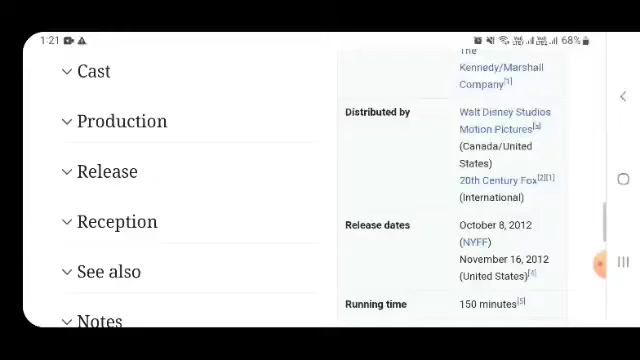 1:21
68%
Cast
Production
Release
Reception
See also
Notes
The
Kennedy/Marshall
Company[1]
Distributed by
Walt Disney Studios
Motion Pictures[a]
(Canada/United
States)
20th Century Fox[2][1]
(International)
Release dates
October 8, 2012
(NYFF)
November 16, 2012
(United States)[4]
Running time
150 minutes[5]